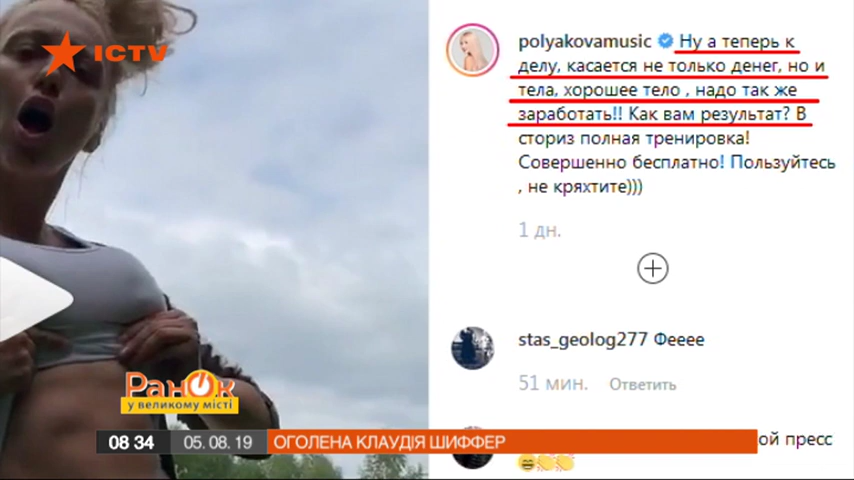 ICTV
polyakovamusic Ну а теперь к
делу, касается не только денег, но и
тела, хорошее тело , надо так же
заработать!! Как вам результат? В
сториз полная тренировка!
Совершенно бесплатно! Пользуйтесь
, не кряхтите)))
1 дн.
stas_geolog277 Фееее
51 мин. Ответить
ой пресс
Ранок
у великому місті
08 34 05. 08. 19 ОГОЛЕНА КЛАУДІЯ ШИФФЕР